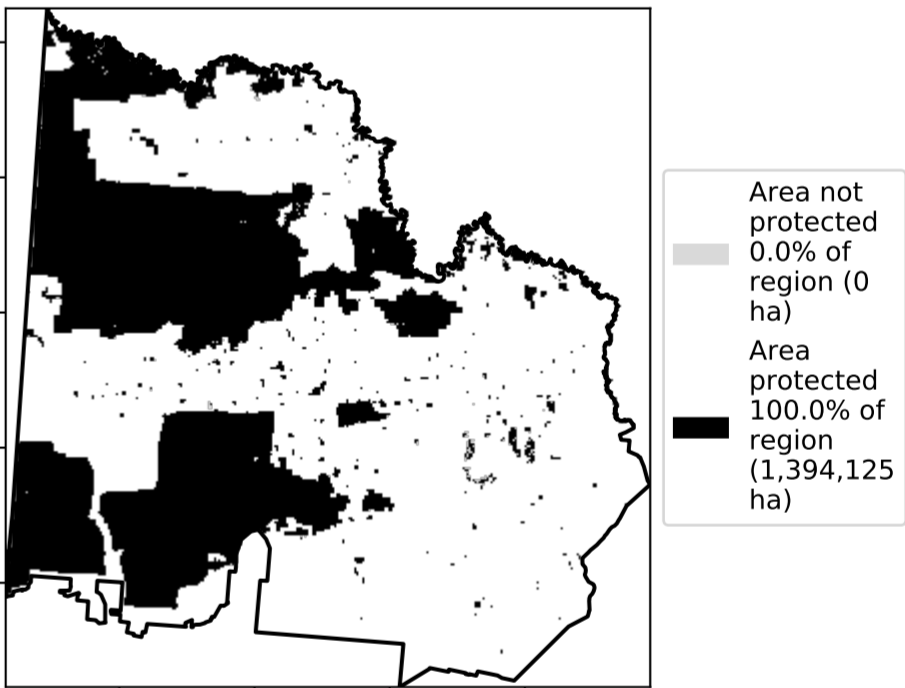 Area not
protected
0.0% of
region (0
ha)
Area
protected
100.0% of
region
(1,394,125
ha)